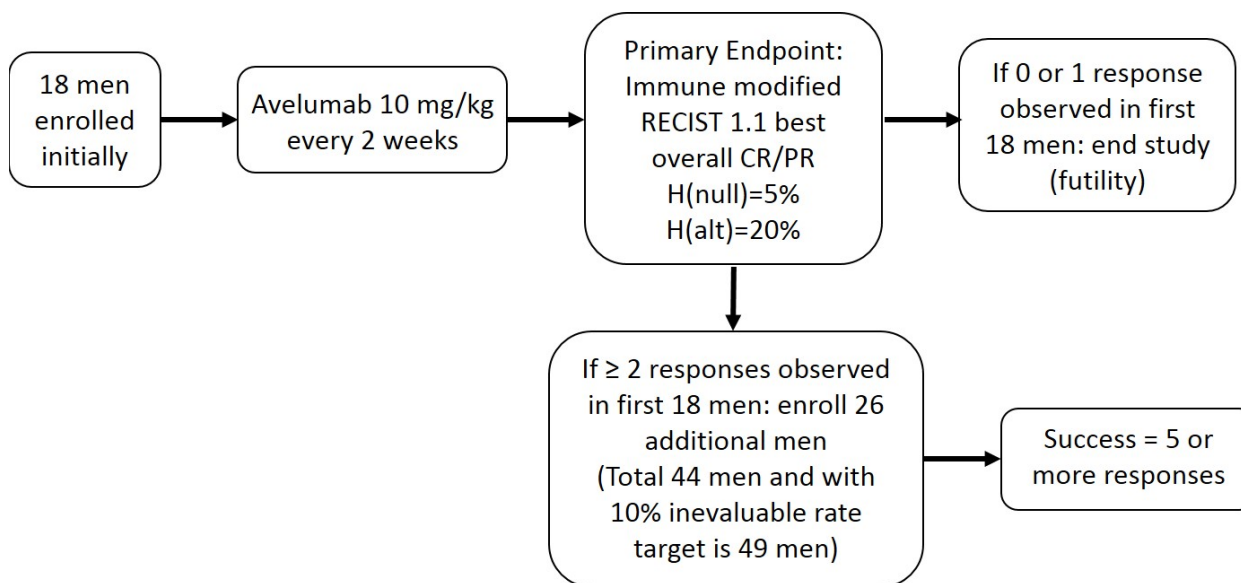 18 men
enrolled
initially
Avelumab 10 mg/kg
every 2 weeks
Primary Endpoint:
Immune modified
RECIST 1.1 best
overall CR/PR
H(null)=5%
H(alt)=20%
If 0 or 1 response
observed in first
18 men: end study
(futility)
If ≥ 2 responses observed
in first 18 men: enroll 26
additional men
(Total 44 men and with
10% inevaluable rate
target is 49 men)
Success = 5 or
more responses